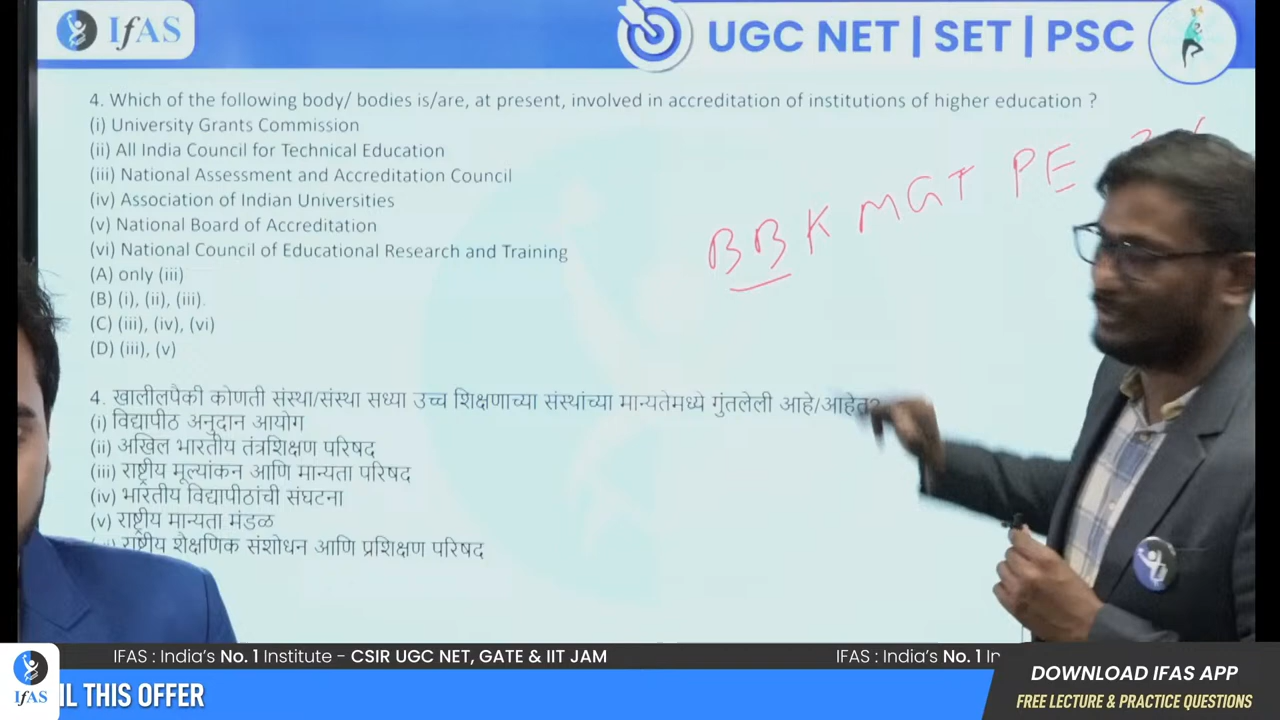 IfAS
UGC NET | SET | PSC
4. Which of the following body/ bodies is/are, at present, involved in accreditation of institutions of higher education ?
(i) University Grants Commission
(ii) All India Council for Technical Education
(iii) National Assessment and Accreditation Council
(iv) Association of Indian Universities
(v) National Board of Accreditation
(vi) National Council of Educational Research and Training
(A) only (iii)
(B) (i), (ii), (iii).
(C) (iii), (iv), (vi)
(D) (iii), (v)
BBK MGT PE
4. खालीलपैकी कोणती संस्था/संस्था सध्या उच्च शिक्षणाच्या संस्थांच्या मान्यतेमध्ये गुंतलेली आहे/आहेत?
(i) विद्यापीठ अनुदान आयोग
(ii) अखिल भारतीय तंत्रशिक्षण परिषद
(iii) राष्ट्रीय मूल्यांकन आणि मान्यता परिषद
(iv) भारतीय विद्यापीठांची संघटना
(v) राष्ट्रीय मान्यता मंडळ
राष्ट्रीय शैक्षणिक संशोधन आणि प्रशिक्षण परिषद
IFAS : India's No. 1 Institute - CSIR UGC NET, GATE & IIT JAM
IFAS : India's No. 1 In
IfAS
IL THIS OFFER
DOWNLOAD IFAS APP
FREE LECTURE & PRACTICE QUESTIONS